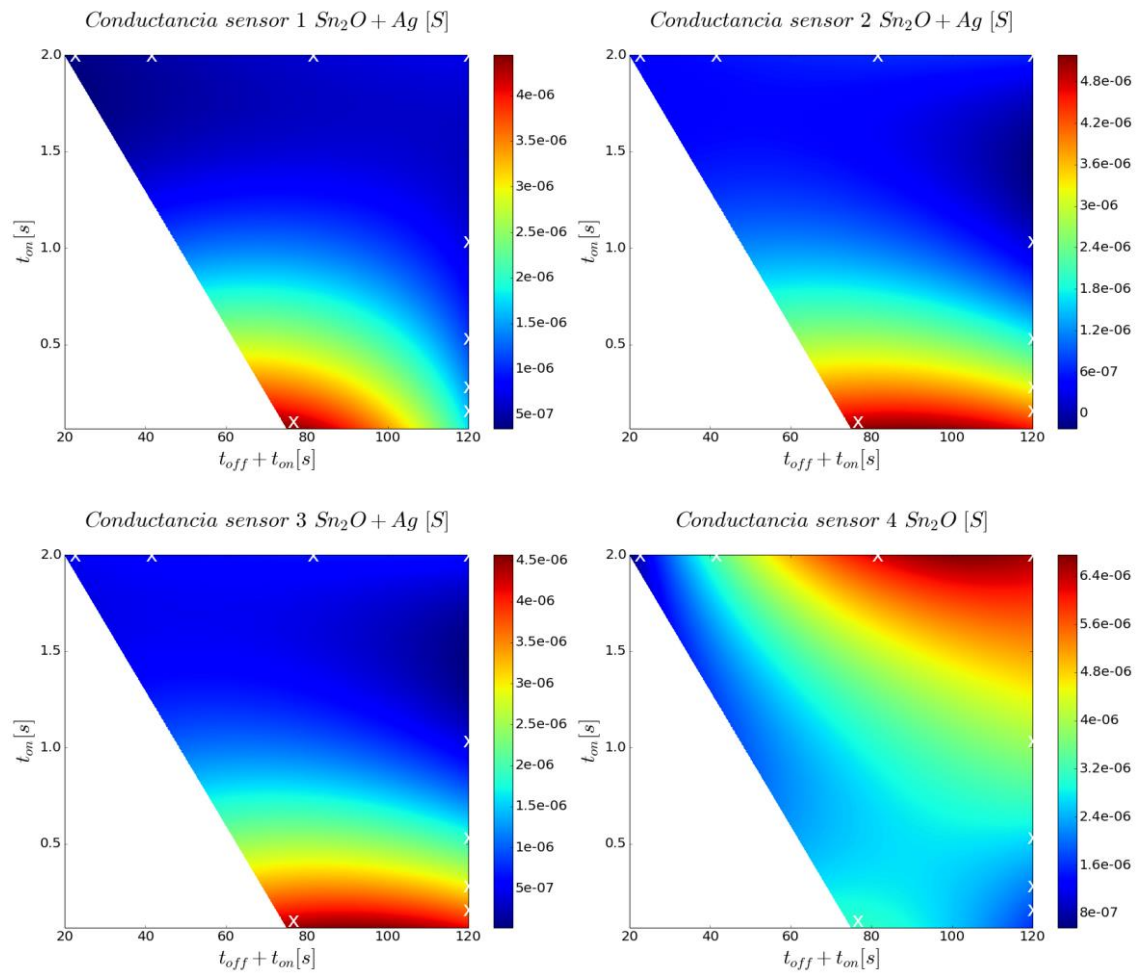 Conductancia sensor 1 Sn₂O + Ag [S]
2.0
1.5
1.0
0.5
t_on[s]
20 40 60 80 100 120
t_off + t_on[s]
4e-06
3.5e-06
3e-06
2.5e-06
2e-06
1.5e-06
1e-06
5e-07
Conductancia sensor 2 Sn₂O + Ag [S]
2.0
1.5
1.0
0.5
t_on[s]
20 40 60 80 100 120
t_off + t_on[s]
4.8e-06
4.2e-06
3.6e-06
3e-06
2.4e-06
1.8e-06
1.2e-06
6e-07
0
Conductancia sensor 3 Sn₂O + Ag [S]
2.0
1.5
1.0
0.5
t_on[s]
20 40 60 80 100 120
t_off + t_on[s]
4.5e-06
4e-06
3.5e-06
3e-06
2.5e-06
2e-06
1.5e-06
1e-06
5e-07
Conductancia sensor 4 Sn₂O [S]
2.0
1.5
1.0
0.5
t_on[s]
20 40 60 80 100 120
t_off + t_on[s]
6.4e-06
5.6e-06
4.8e-06
4e-06
3.2e-06
2.4e-06
1.6e-06
8e-07